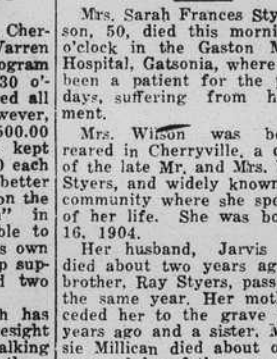 Cher-
Warren
ogram
30 o'-
ed all
owever,
500.00
kept
0 each
better
on the
" in
ble to
s own
p sup-
d two
h has
esight
alking
Mrs. Sarah Frances Sty
son, 50, died this morni
o'clock in the Gaston M
Hospital, Gatsonia, where
been a patient for the
days, suffering from h
ment.
Mrs. Wilson was bo
reared in Cherryville, a d
of the late Mr. and Mrs.
Styers, and widely known
community where she spe
of her life. She was bo
16, 1904.
Her husband, Jarvis
died about two years ag
brother, Ray Styers, pass
the same year. Her mot
ceded her to the grave
years ago and a sister, M
sie Millican died about